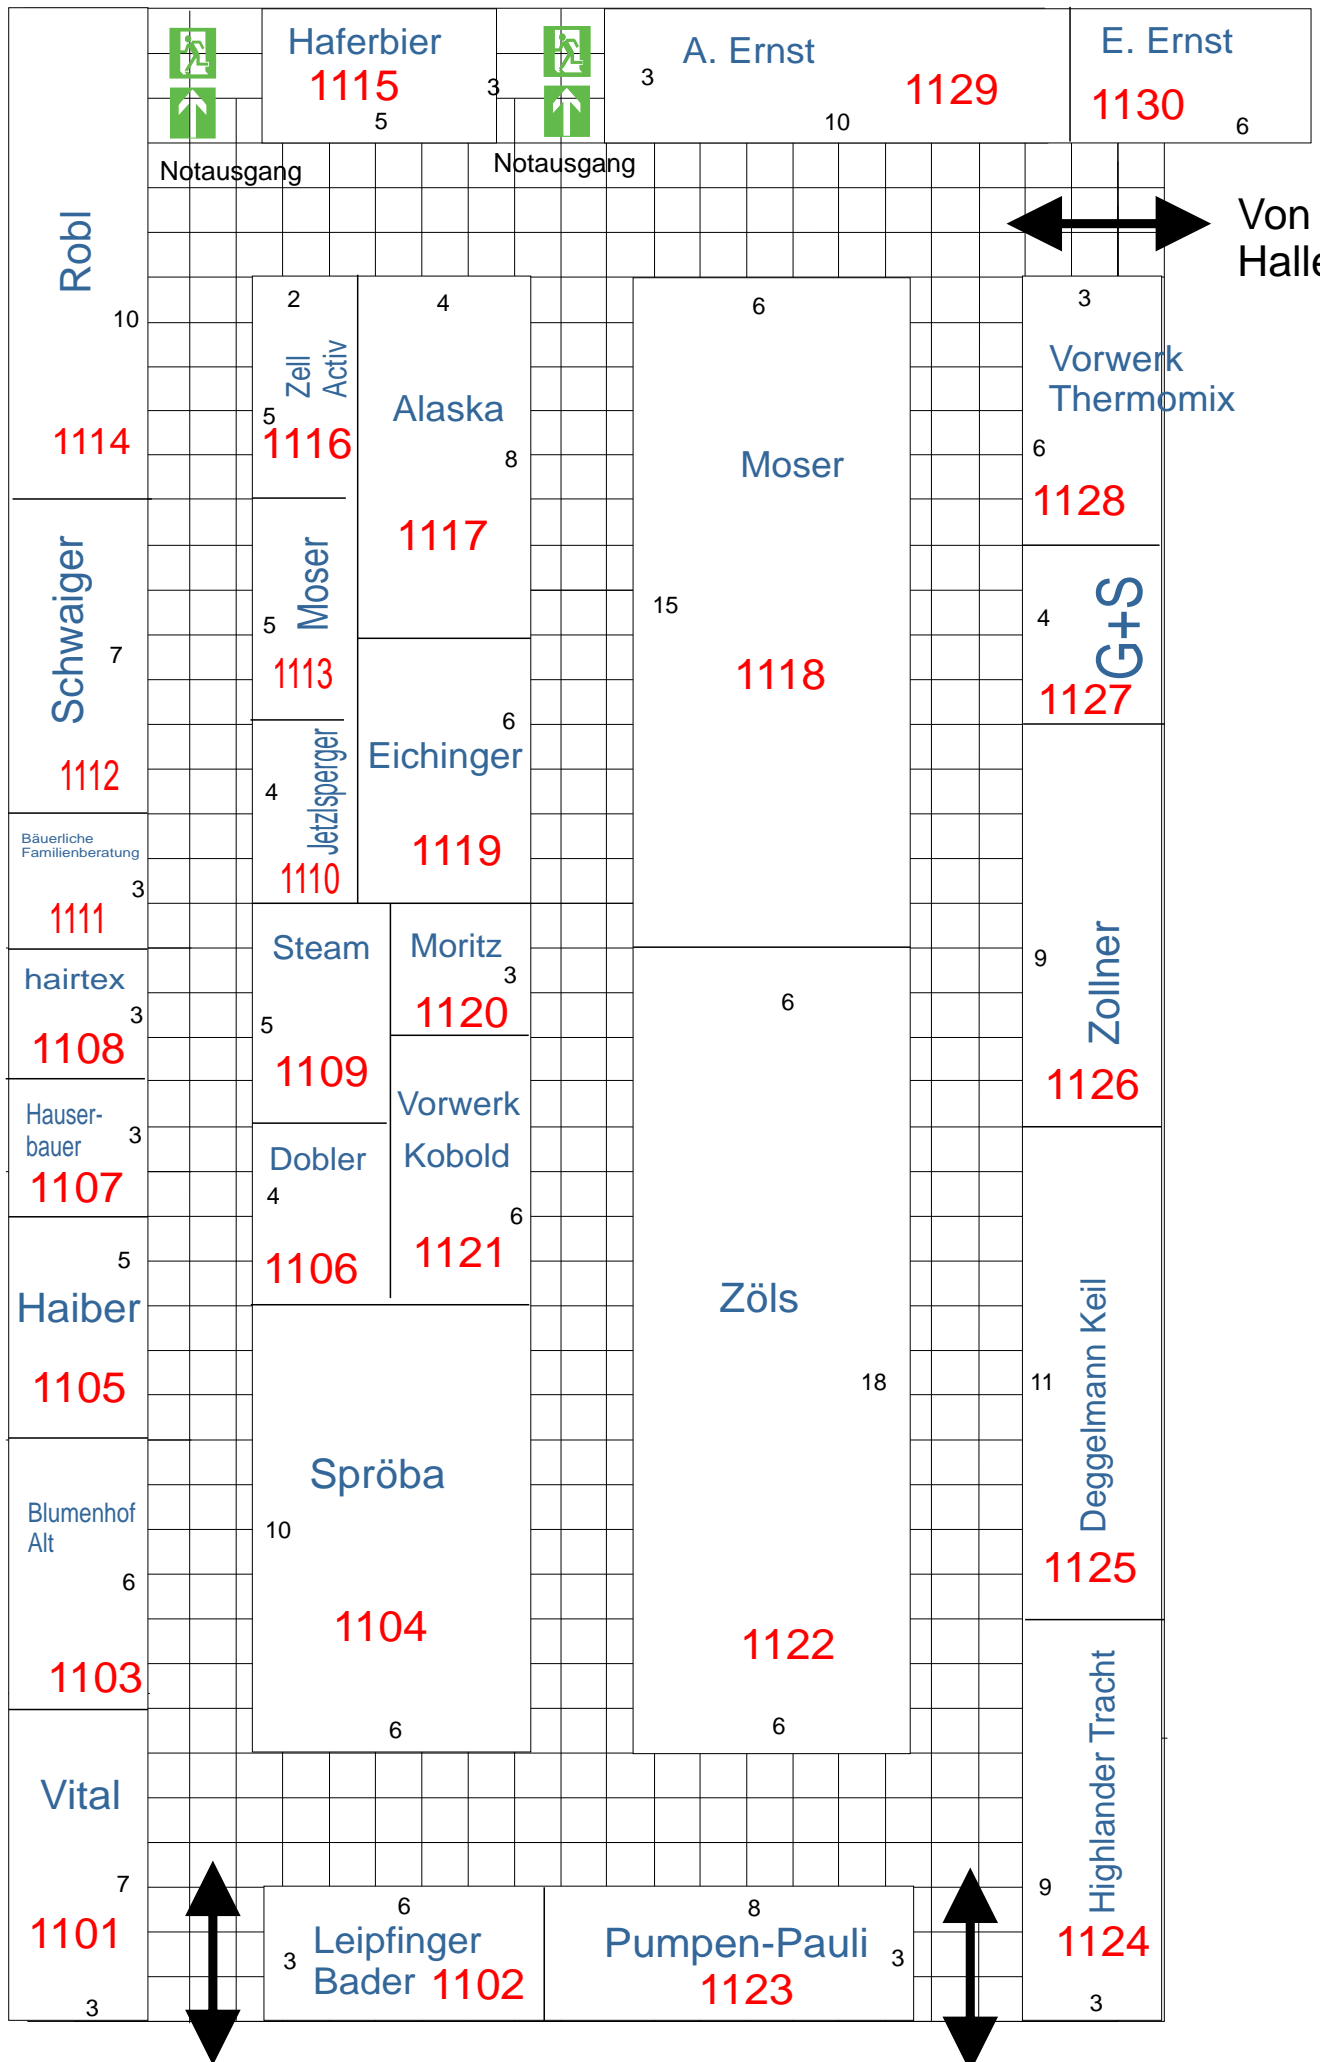 Haferbier
1115
3
5
A. Ernst
3
1129
10
E. Ernst
1130
6
Notausgang
Notausgang
Von
Halle
Robl
10
1114
2
Zell
Activ
5
1116
4
Alaska
8
1117
6
Moser
15
1118
3
Vorwerk
Thermomix
6
1128
Schwaiger
7
1112
Moser
5
1113
4
G+S
1127
6
Eichinger
1119
4
Jetzlsperger
1110
Bäuerliche
Familienberatung
3
1111
Steam
5
1109
Moritz
3
1120
9
Zollner
1126
hairtex
3
1108
6
Zöls
18
1122
6
Hauser-
bauer
3
1107
Dobler
4
1106
Vorwerk
Kobold
6
1121
5
Haiber
1105
11
Deggelmann Keil
1125
Spröba
10
1104
6
Blumenhof
Alt
6
1103
Vital
7
1101
3
Highlander Tracht
9
1124
3
6
Leipfinger
3
Bader 1102
8
Pumpen-Pauli
3
1123